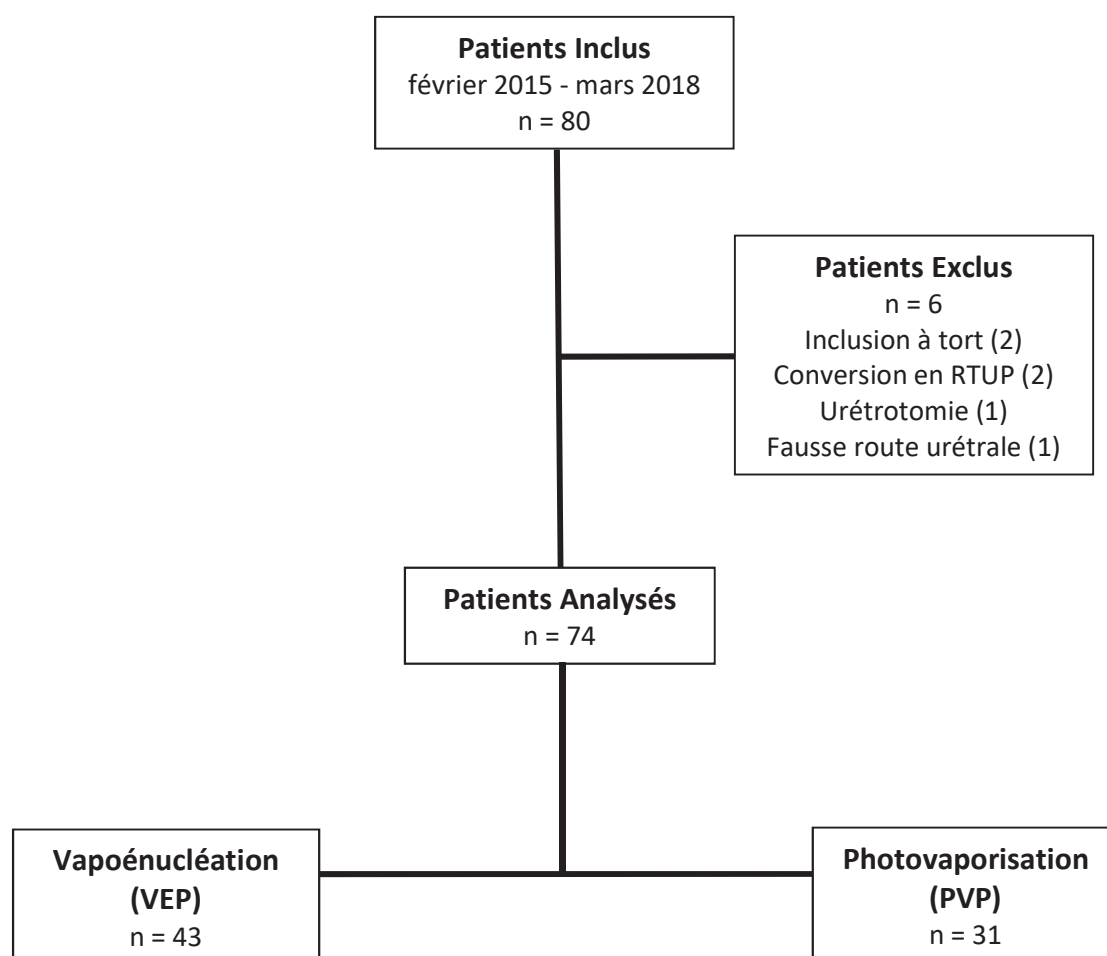 Patients Inclus
février 2015 - mars 2018
n = 80
Patients Exclus
n = 6
Inclusion à tort (2)
Conversion en RTUP (2)
Urétrotomie (1)
Fausse route urétrale (1)
Patients Analysés
n = 74
Vapoénucléation
(VEP)
n = 43
Photovaporisation
(PVP)
n = 31